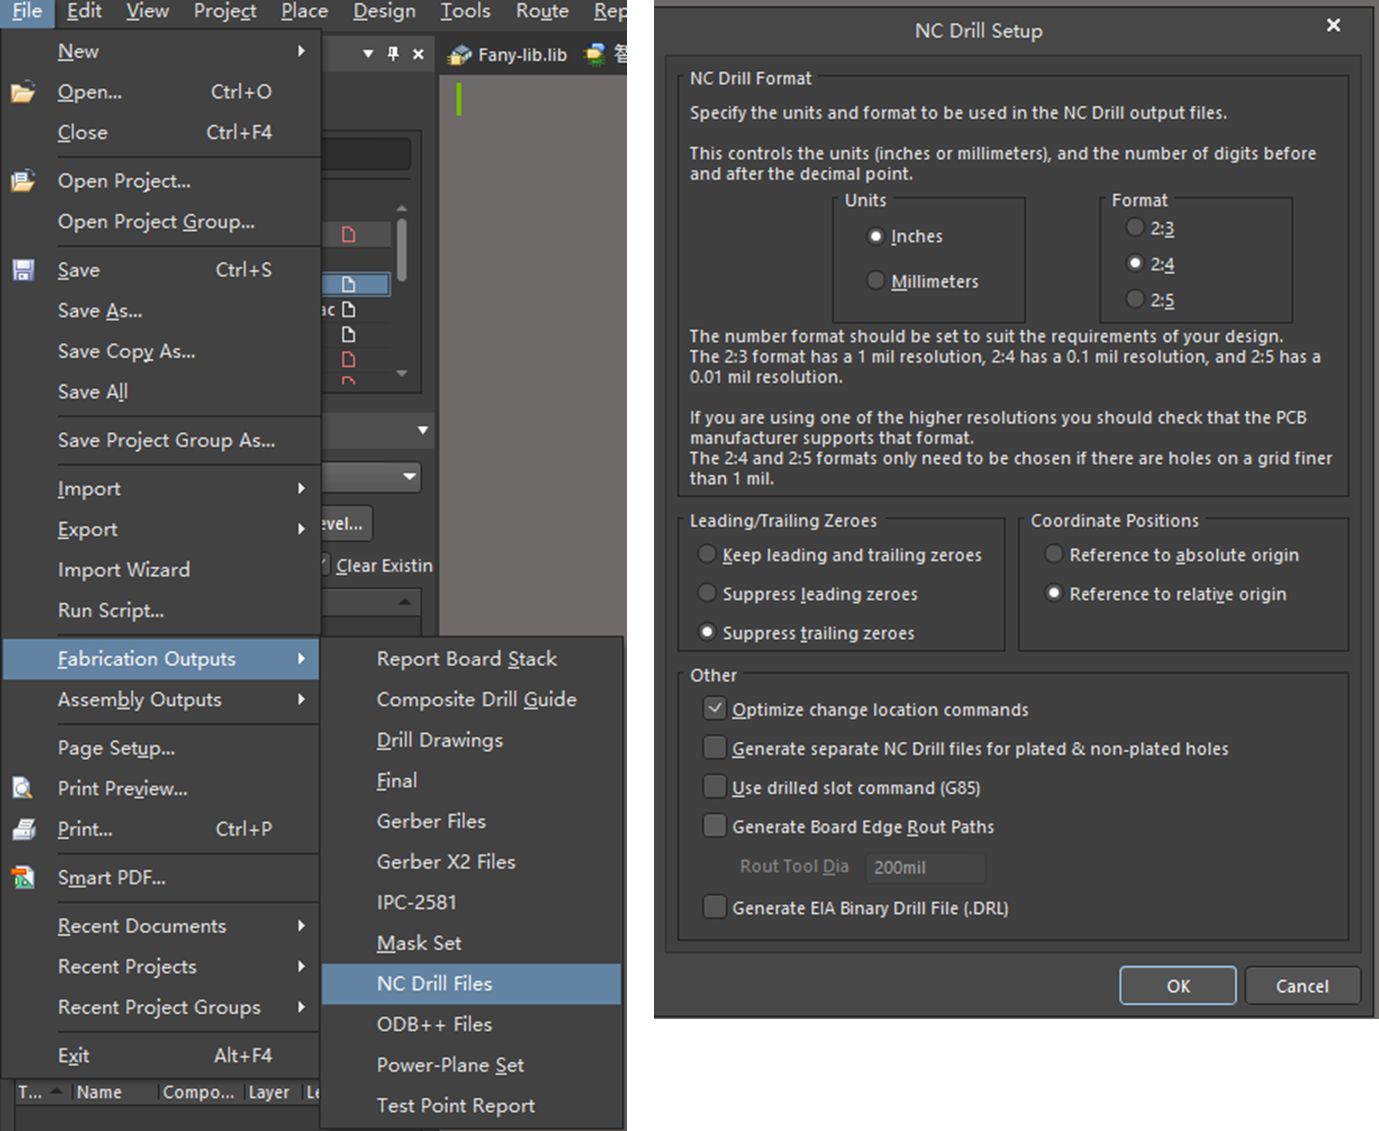 File Edit View Project Place Design Tools Route Rep
New
Open... Ctrl+O
Close Ctrl+F4
Open Project...
Open Project Group...
Save Ctrl+S
Save As...
Save Copy As...
Save All
Save Project Group As...
Import
Export
Import Wizard
Run Script...
Fabrication Outputs
Assembly Outputs
Page Setup...
Print Preview...
Print... Ctrl+P
Smart PDF...
Recent Documents
Recent Projects
Recent Project Groups
Exit Alt+F4
T... Name Compo... Layer Le
Fany-lib.lib 智
ac
evel...
Clear Existin
Report Board Stack
Composite Drill Guide
Drill Drawings
Final
Gerber Files
Gerber X2 Files
IPC-2581
Mask Set
NC Drill Files
ODB++ Files
Power-Plane Set
Test Point Report
NC Drill Setup
NC Drill Format
Specify the units and format to be used in the NC Drill output files.
This controls the units (inches or millimeters), and the number of digits before
and after the decimal point.
Units
Inches
Millimeters
Format
2:3
2:4
2:5
The number format should be set to suit the requirements of your design.
The 2:3 format has a 1 mil resolution, 2:4 has a 0.1 mil resolution, and 2:5 has a
0.01 mil resolution.
If you are using one of the higher resolutions you should check that the PCB
manufacturer supports that format.
The 2:4 and 2:5 formats only need to be chosen if there are holes on a grid finer
than 1 mil.
Leading/Trailing Zeroes
Keep leading and trailing zeroes
Suppress leading zeroes
Suppress trailing zeroes
Coordinate Positions
Reference to absolute origin
Reference to relative origin
Other
Optimize change location commands
Generate separate NC Drill files for plated & non-plated holes
Use drilled slot command (G85)
Generate Board Edge Rout Paths
Rout Tool Dia 200mil
Generate EIA Binary Drill File (.DRL)
OK Cancel